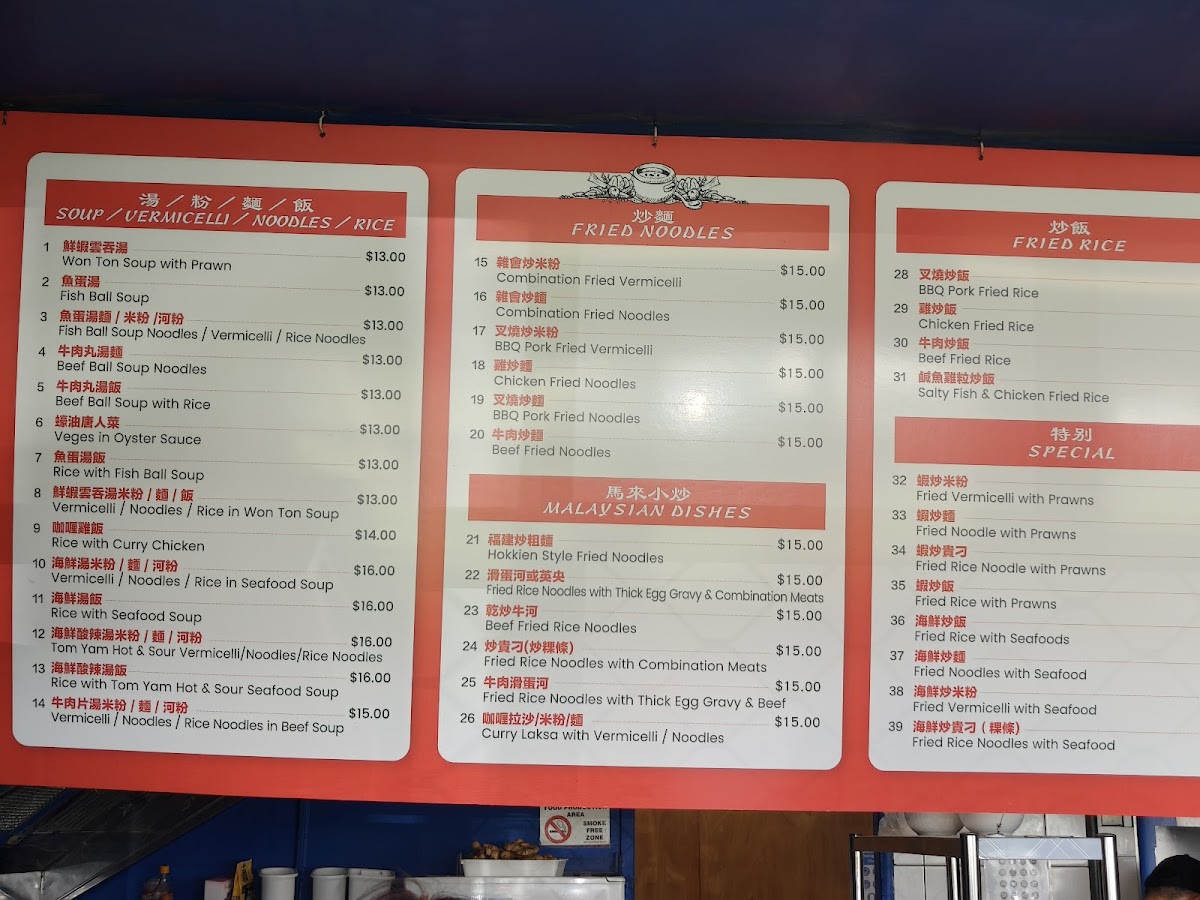 湯 / 粉 / 麵 / 飯
SOUP / VERMICELLI / NOODLES / RICE
1 鮮蝦雲吞湯 $13.00
Won Ton Soup with Prawn
2 魚蛋湯 $13.00
Fish Ball Soup
3 魚蛋湯麵 / 米粉 /河粉 $13.00
Fish Ball Soup Noodles / Vermicelli / Rice Noodles
4 牛肉丸湯麵 $13.00
Beef Ball Soup Noodles
5 牛肉丸湯飯 $13.00
Beef Ball Soup with Rice
6 蠔油唐人菜 $13.00
Veges in Oyster Sauce
7 魚蛋湯飯 $13.00
Rice with Fish Ball Soup
8 鮮蝦雲吞湯米粉 / 麵 / 飯 $13.00
Vermicelli / Noodles / Rice in Won Ton Soup
9 咖喱雞飯 $14.00
Rice with Curry Chicken
10 海鮮湯米粉 / 麵 / 河粉 $16.00
Vermicelli / Noodles / Rice in Seafood Soup
11 海鮮湯飯 $16.00
Rice with Seafood Soup
12 海鮮酸辣湯米粉 / 麵 / 河粉 $16.00
Tom Yam Hot & Sour Vermicelli/Noodles/Rice Noodles
13 海鮮酸辣湯飯 $16.00
Rice with Tom Yam Hot & Sour Seafood Soup
14 牛肉片湯米粉 / 麵 / 河粉 $15.00
Vermicelli / Noodles / Rice Noodles in Beef Soup
炒麵
FRIED NOODLES
15 雜會炒米粉 $15.00
Combination Fried Vermicelli
16 雜會炒麵 $15.00
Combination Fried Noodles
17 叉燒炒米粉 $15.00
BBQ Pork Fried Vermicelli
18 雞炒麵 $15.00
Chicken Fried Noodles
19 叉燒炒麵 $15.00
BBQ Pork Fried Noodles
20 牛肉炒麵 $15.00
Beef Fried Noodles
馬來小炒
MALAYSIAN DISHES
21 福建炒粗麵 $15.00
Hokkien Style Fried Noodles
22 滑蛋河或英央 $15.00
Fried Rice Noodles with Thick Egg Gravy & Combination Meats
23 乾炒牛河 $15.00
Beef Fried Rice Noodles
24 炒貴刁(炒粿條) $15.00
Fried Rice Noodles with Combination Meats
25 牛肉滑蛋河 $15.00
Fried Rice Noodles with Thick Egg Gravy & Beef
26 咖喱拉沙/米粉/麵 $15.00
Curry Laksa with Vermicelli / Noodles
炒飯
FRIED RICE
28 叉燒炒飯
BBQ Pork Fried Rice
29 雞炒飯
Chicken Fried Rice
30 牛肉炒飯
Beef Fried Rice
31 鹹魚雞粒炒飯
Salty Fish & Chicken Fried Rice
特别
SPECIAL
32 蝦炒米粉
Fried Vermicelli with Prawns
33 蝦炒麵
Fried Noodle with Prawns
34 蝦炒貴刁
Fried Rice Noodle with Prawns
35 蝦炒飯
Fried Rice with Prawns
36 海鮮炒飯
Fried Rice with Seafoods
37 海鮮炒麵
Fried Noodles with Seafood
38 海鮮炒米粉
Fried Vermicelli with Seafood
39 海鮮炒貴刁 ( 粿條)
Fried Rice Noodles with Seafood
FOOD PRODUCTION
AREA
SMOKE
FREE
ZONE